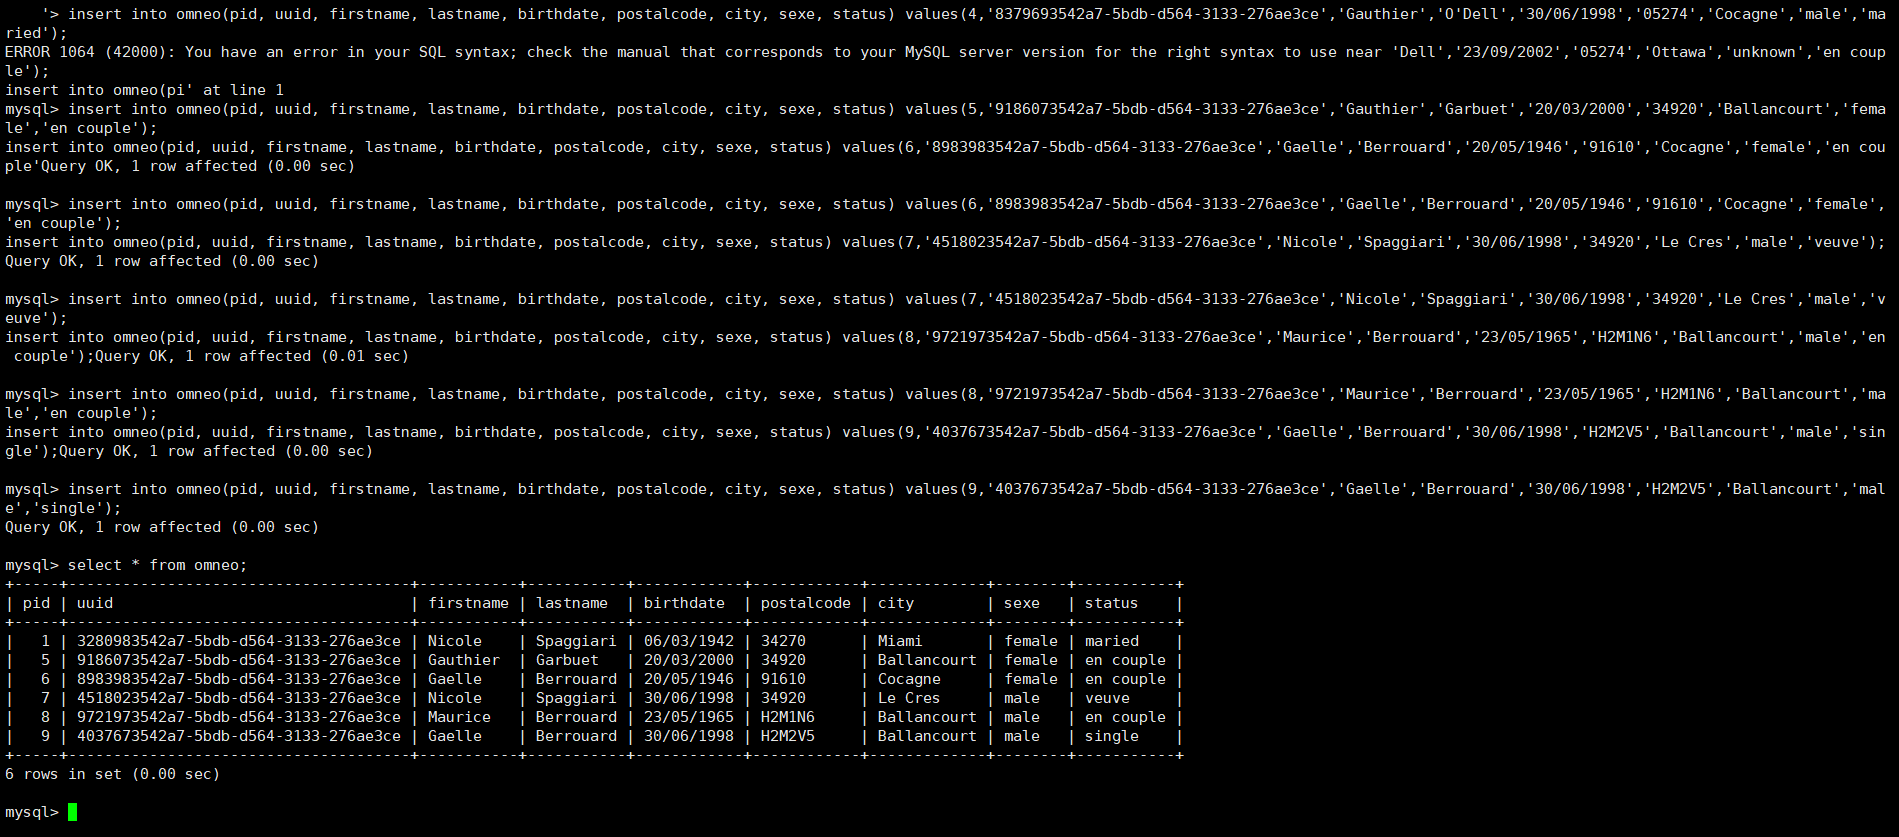 '> insert into omneo(pid, uuid, firstname, lastname, birthdate, postalcode, city, sexe, status) values(4,'8379693542a7-5bdb-d564-3133-276ae3ce','Gauthier','O'Dell','30/06/1998','05274','Cocagne','male','ma
ried');
ERROR 1064 (42000): You have an error in your SQL syntax; check the manual that corresponds to your MySQL server version for the right syntax to use near 'Dell','23/09/2002','05274','Ottawa','unknown','en coup
le');
insert into omneo(pi' at line 1
mysql> insert into omneo(pid, uuid, firstname, lastname, birthdate, postalcode, city, sexe, status) values(5,'9186073542a7-5bdb-d564-3133-276ae3ce','Gauthier','Garbuet','20/03/2000','34920','Ballancourt','fema
le','en couple');
insert into omneo(pid, uuid, firstname, lastname, birthdate, postalcode, city, sexe, status) values(6,'8983983542a7-5bdb-d564-3133-276ae3ce','Gaelle','Berrouard','20/05/1946','91610','Cocagne','female','en cou
ple'Query OK, 1 row affected (0.00 sec)

mysql> insert into omneo(pid, uuid, firstname, lastname, birthdate, postalcode, city, sexe, status) values(6,'8983983542a7-5bdb-d564-3133-276ae3ce','Gaelle','Berrouard','20/05/1946','91610','Cocagne','female',
'en couple');
insert into omneo(pid, uuid, firstname, lastname, birthdate, postalcode, city, sexe, status) values(7,'4518023542a7-5bdb-d564-3133-276ae3ce','Nicole','Spaggiari','30/06/1998','34920','Le Cres','male','veuve');
Query OK, 1 row affected (0.00 sec)

mysql> insert into omneo(pid, uuid, firstname, lastname, birthdate, postalcode, city, sexe, status) values(7,'4518023542a7-5bdb-d564-3133-276ae3ce','Nicole','Spaggiari','30/06/1998','34920','Le Cres','male','v
euve');
insert into omneo(pid, uuid, firstname, lastname, birthdate, postalcode, city, sexe, status) values(8,'9721973542a7-5bdb-d564-3133-276ae3ce','Maurice','Berrouard','23/05/1965','H2M1N6','Ballancourt','male','en
 couple');Query OK, 1 row affected (0.01 sec)

mysql> insert into omneo(pid, uuid, firstname, lastname, birthdate, postalcode, city, sexe, status) values(8,'9721973542a7-5bdb-d564-3133-276ae3ce','Maurice','Berrouard','23/05/1965','H2M1N6','Ballancourt','ma
le','en couple');
insert into omneo(pid, uuid, firstname, lastname, birthdate, postalcode, city, sexe, status) values(9,'4037673542a7-5bdb-d564-3133-276ae3ce','Gaelle','Berrouard','30/06/1998','H2M2V5','Ballancourt','male','sin
gle');Query OK, 1 row affected (0.00 sec)

mysql> insert into omneo(pid, uuid, firstname, lastname, birthdate, postalcode, city, sexe, status) values(9,'4037673542a7-5bdb-d564-3133-276ae3ce','Gaelle','Berrouard','30/06/1998','H2M2V5','Ballancourt','mal
e','single');
Query OK, 1 row affected (0.00 sec)

mysql> select * from omneo;
+-----+--------------------------------------+-----------+-----------+------------+------------+-------------+--------+-----------+
| pid | uuid                                 | firstname | lastname  | birthdate  | postalcode | city        | sexe   | status    |
+-----+--------------------------------------+-----------+-----------+------------+------------+-------------+--------+-----------+
|   1 | 3280983542a7-5bdb-d564-3133-276ae3ce | Nicole    | Spaggiari | 06/03/1942 | 34270      | Miami       | female | maried    |
|   5 | 9186073542a7-5bdb-d564-3133-276ae3ce | Gauthier  | Garbuet   | 20/03/2000 | 34920      | Ballancourt | female | en couple |
|   6 | 8983983542a7-5bdb-d564-3133-276ae3ce | Gaelle    | Berrouard | 20/05/1946 | 91610      | Cocagne     | female | en couple |
|   7 | 4518023542a7-5bdb-d564-3133-276ae3ce | Nicole    | Spaggiari | 30/06/1998 | 34920      | Le Cres     | male   | veuve     |
|   8 | 9721973542a7-5bdb-d564-3133-276ae3ce | Maurice   | Berrouard | 23/05/1965 | H2M1N6     | Ballancourt | male   | en couple |
|   9 | 4037673542a7-5bdb-d564-3133-276ae3ce | Gaelle    | Berrouard | 30/06/1998 | H2M2V5     | Ballancourt | male   | single    |
+-----+--------------------------------------+-----------+-----------+------------+------------+-------------+--------+-----------+
6 rows in set (0.00 sec)

mysql>